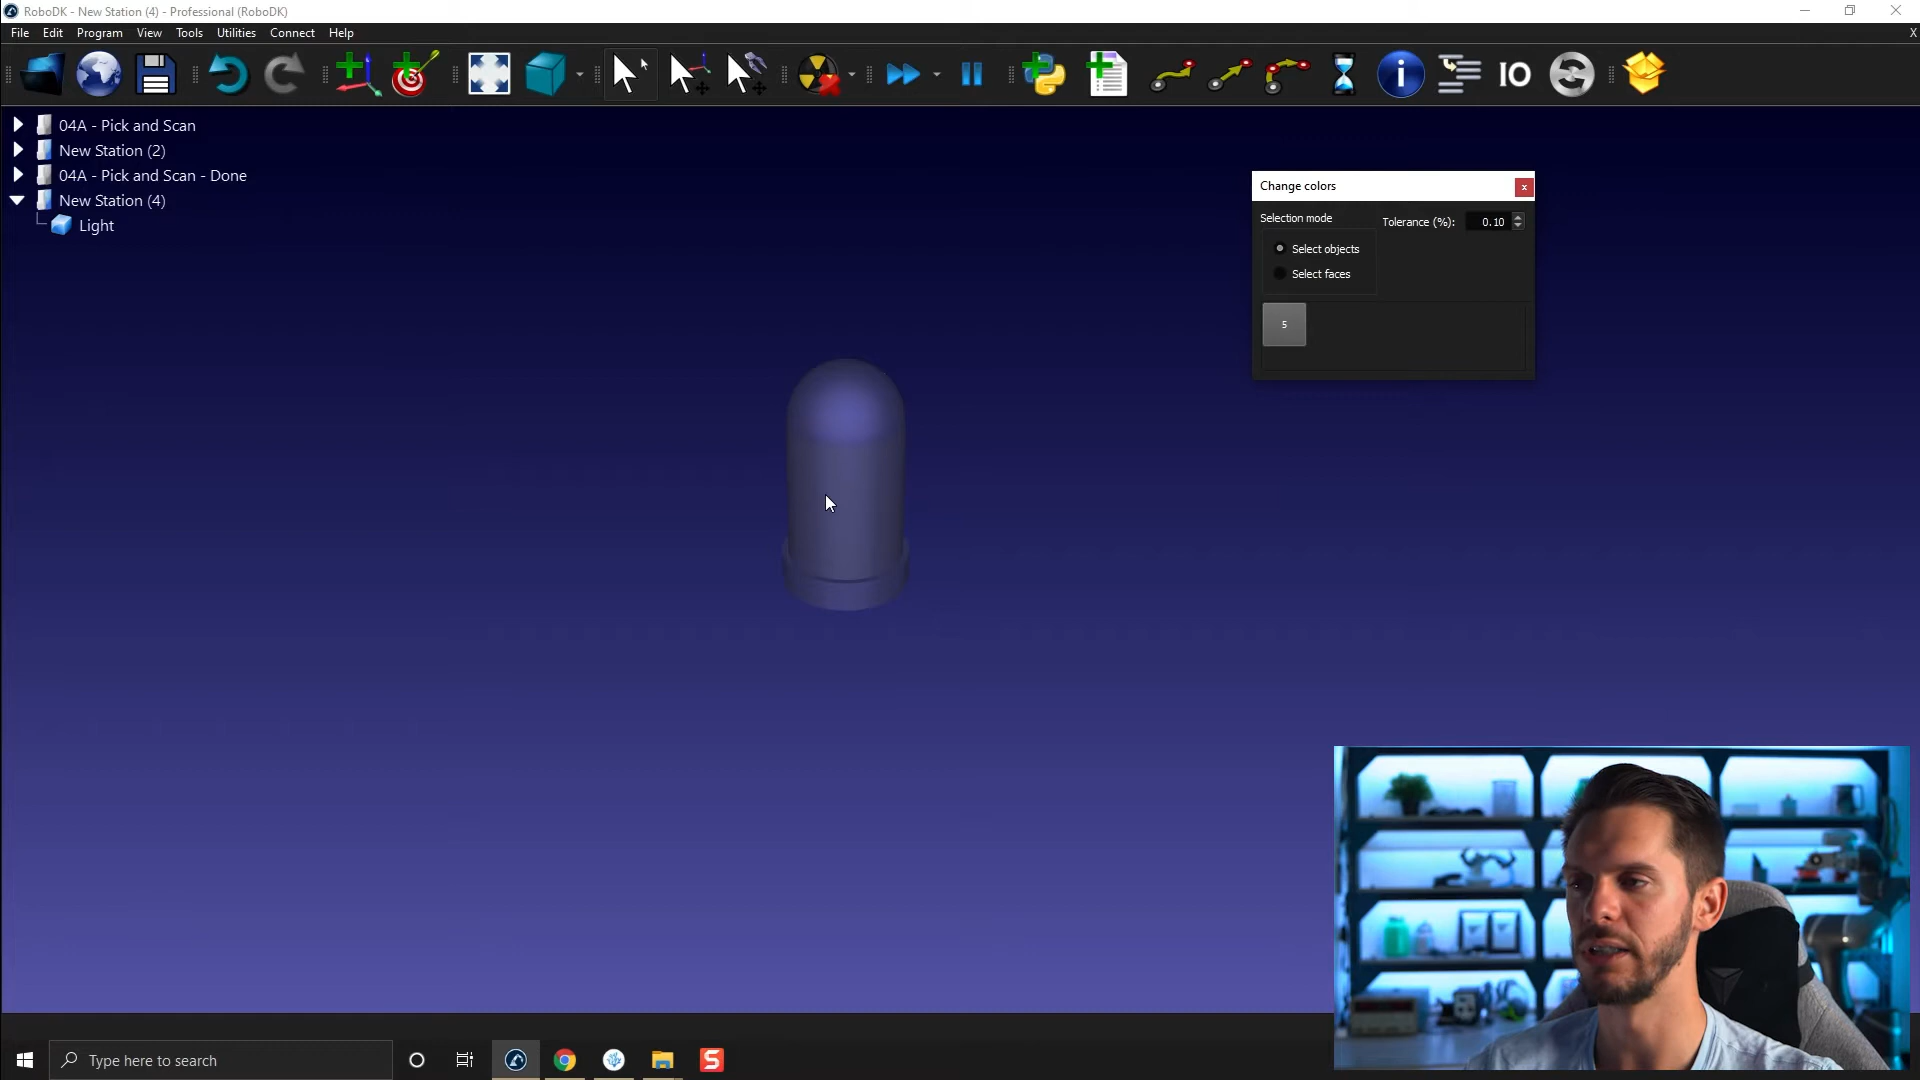 RoboDK - New Station (4) - Professional (RoboDK)
File Edit Program View Tools Utilities Connect Help X
IO
04A - Pick and Scan
New Station (2)
04A - Pick and Scan - Done
New Station (4)
Light
Change colors x
Selection mode Tolerance (%): 0.10
Select objects
Select faces
5
Type here to search
S